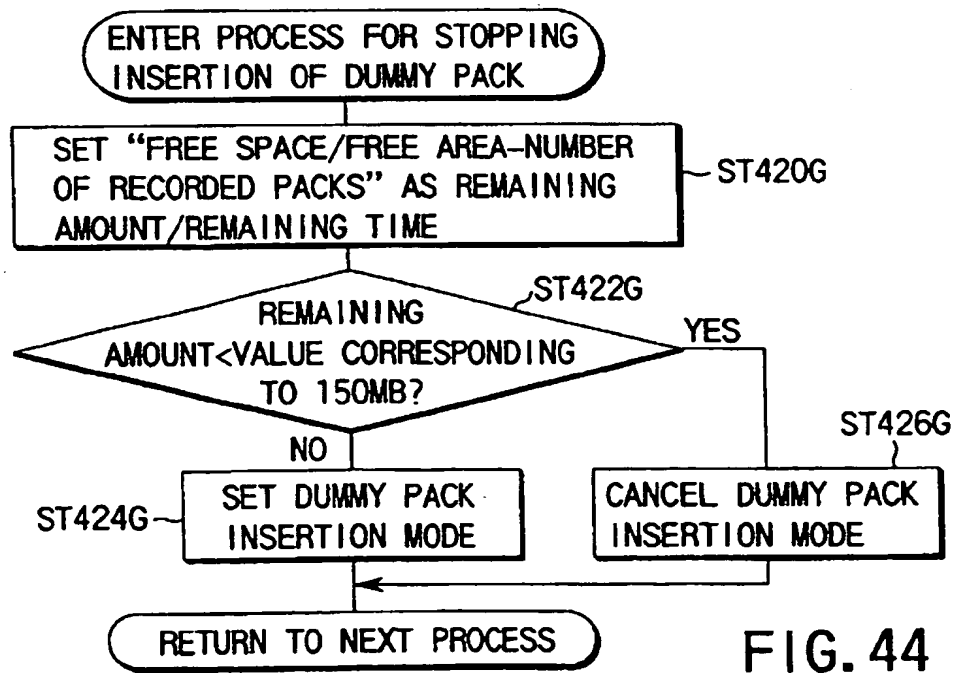 ENTER PROCESS FOR STOPPING
INSERTION OF DUMMY PACK
SET “FREE SPACE/FREE AREA-NUMBER
OF RECORDED PACKS” AS REMAINING
AMOUNT/REMAINING TIME
ST420G
ST422G
REMAINING
AMOUNT<VALUE CORRESPONDING
TO 150MB?
YES
NO
ST426G
ST424G
SET DUMMY PACK
INSERTION MODE
CANCEL DUMMY PACK
INSERTION MODE
RETURN TO NEXT PROCESS
FIG. 44